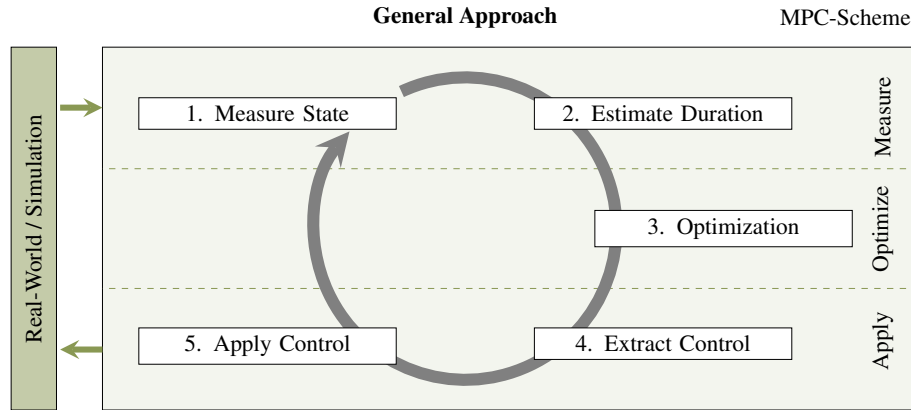 General Approach
MPC-Scheme
Real-World / Simulation
1. Measure State
2. Estimate Duration
Measure
3. Optimization
Optimize
5. Apply Control
4. Extract Control
Apply